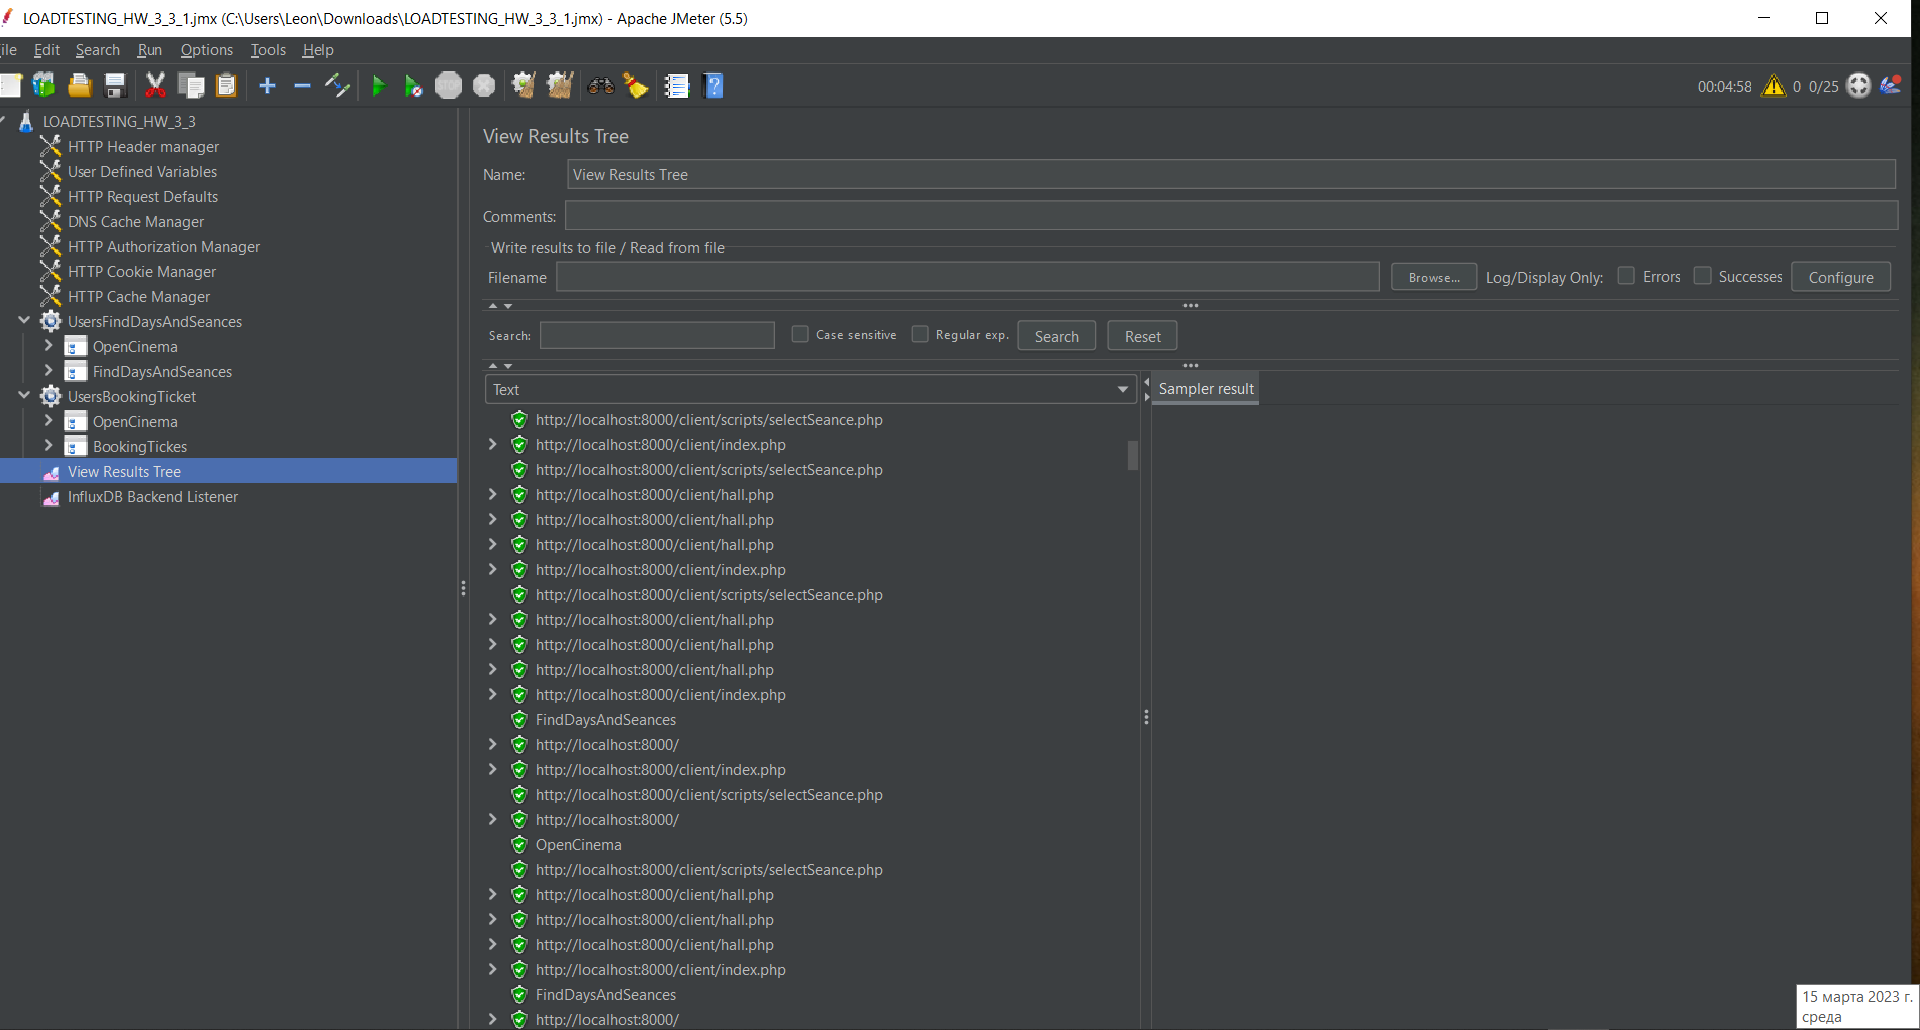 LOADTESTING_HW_3_3_1.jmx (C:\Users\Leon\Downloads\LOADTESTING_HW_3_3_1.jmx) - Apache JMeter (5.5)
ile Edit Search Run Options Tools Help
STOP
00:04:58 0 0/25
LOADTESTING_HW_3_3
HTTP Header manager
User Defined Variables
HTTP Request Defaults
DNS Cache Manager
HTTP Authorization Manager
HTTP Cookie Manager
HTTP Cache Manager
UsersFindDaysAndSeances
OpenCinema
FindDaysAndSeances
UsersBookingTicket
OpenCinema
BookingTickes
View Results Tree
InfluxDB Backend Listener
View Results Tree
Name: View Results Tree
Comments:
Write results to file / Read from file
Filename Browse... Log/Display Only: Errors Successes Configure
Search: Case sensitive Regular exp. Search Reset
Text
Sampler result
http://localhost:8000/client/scripts/selectSeance.php
http://localhost:8000/client/index.php
http://localhost:8000/client/scripts/selectSeance.php
http://localhost:8000/client/hall.php
http://localhost:8000/client/hall.php
http://localhost:8000/client/hall.php
http://localhost:8000/client/index.php
http://localhost:8000/client/scripts/selectSeance.php
http://localhost:8000/client/hall.php
http://localhost:8000/client/hall.php
http://localhost:8000/client/hall.php
http://localhost:8000/client/index.php
FindDaysAndSeances
http://localhost:8000/
http://localhost:8000/client/index.php
http://localhost:8000/client/scripts/selectSeance.php
http://localhost:8000/
OpenCinema
http://localhost:8000/client/scripts/selectSeance.php
http://localhost:8000/client/hall.php
http://localhost:8000/client/hall.php
http://localhost:8000/client/hall.php
http://localhost:8000/client/index.php
FindDaysAndSeances
http://localhost:8000/
15 марта 2023 г.
среда